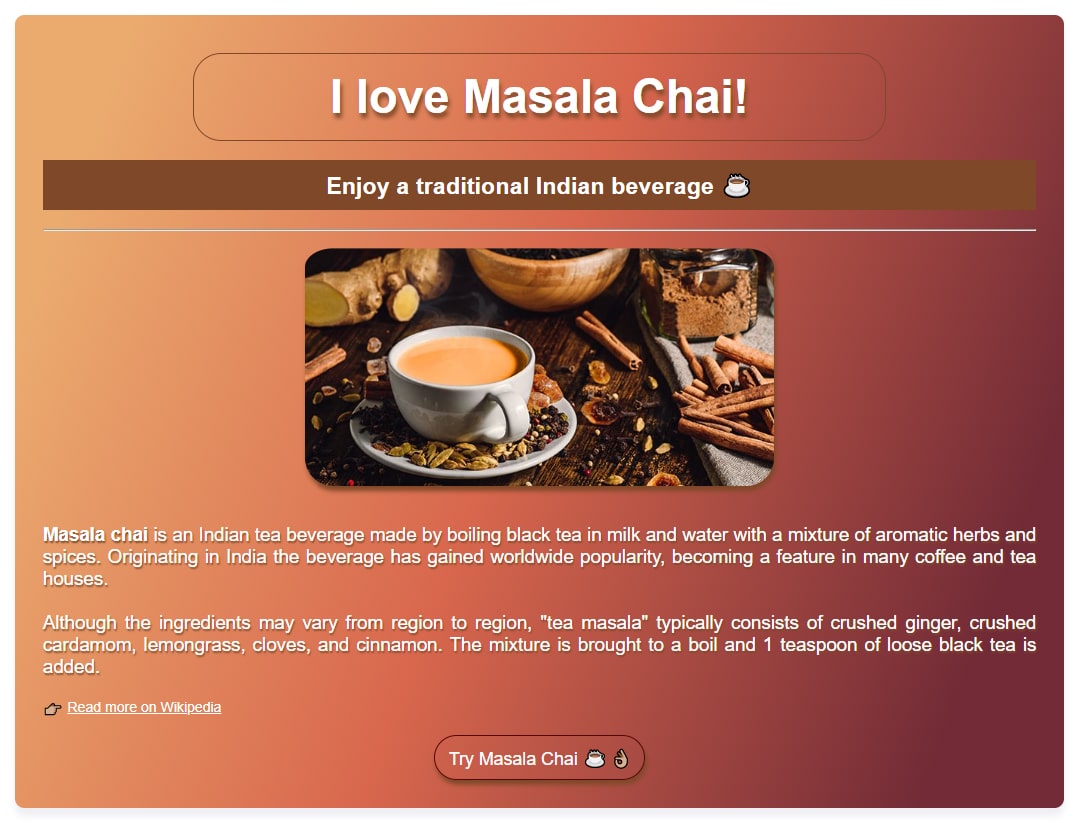 I love Masala Chai!
Enjoy a traditional Indian beverage ☕
Masala chai is an Indian tea beverage made by boiling black tea in milk and water with a mixture of aromatic herbs and
spices. Originating in India the beverage has gained worldwide popularity, becoming a feature in many coffee and tea
houses.
Although the ingredients may vary from region to region, "tea masala" typically consists of crushed ginger, crushed
cardamom, lemongrass, cloves, and cinnamon. The mixture is brought to a boil and 1 teaspoon of loose black tea is
added.
👉 Read more on Wikipedia
Try Masala Chai ☕ 👌